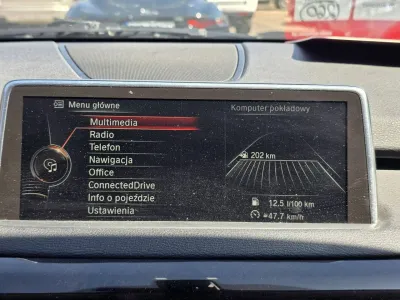 Menu główne
Multimedia
Radio
Telefon
Nawigacja
Office
ConnectedDrive
Info o pojeździe
Ustawienia
Komputer pokładowy
202 km
12.5 l/100 km
≐47.7 km/h